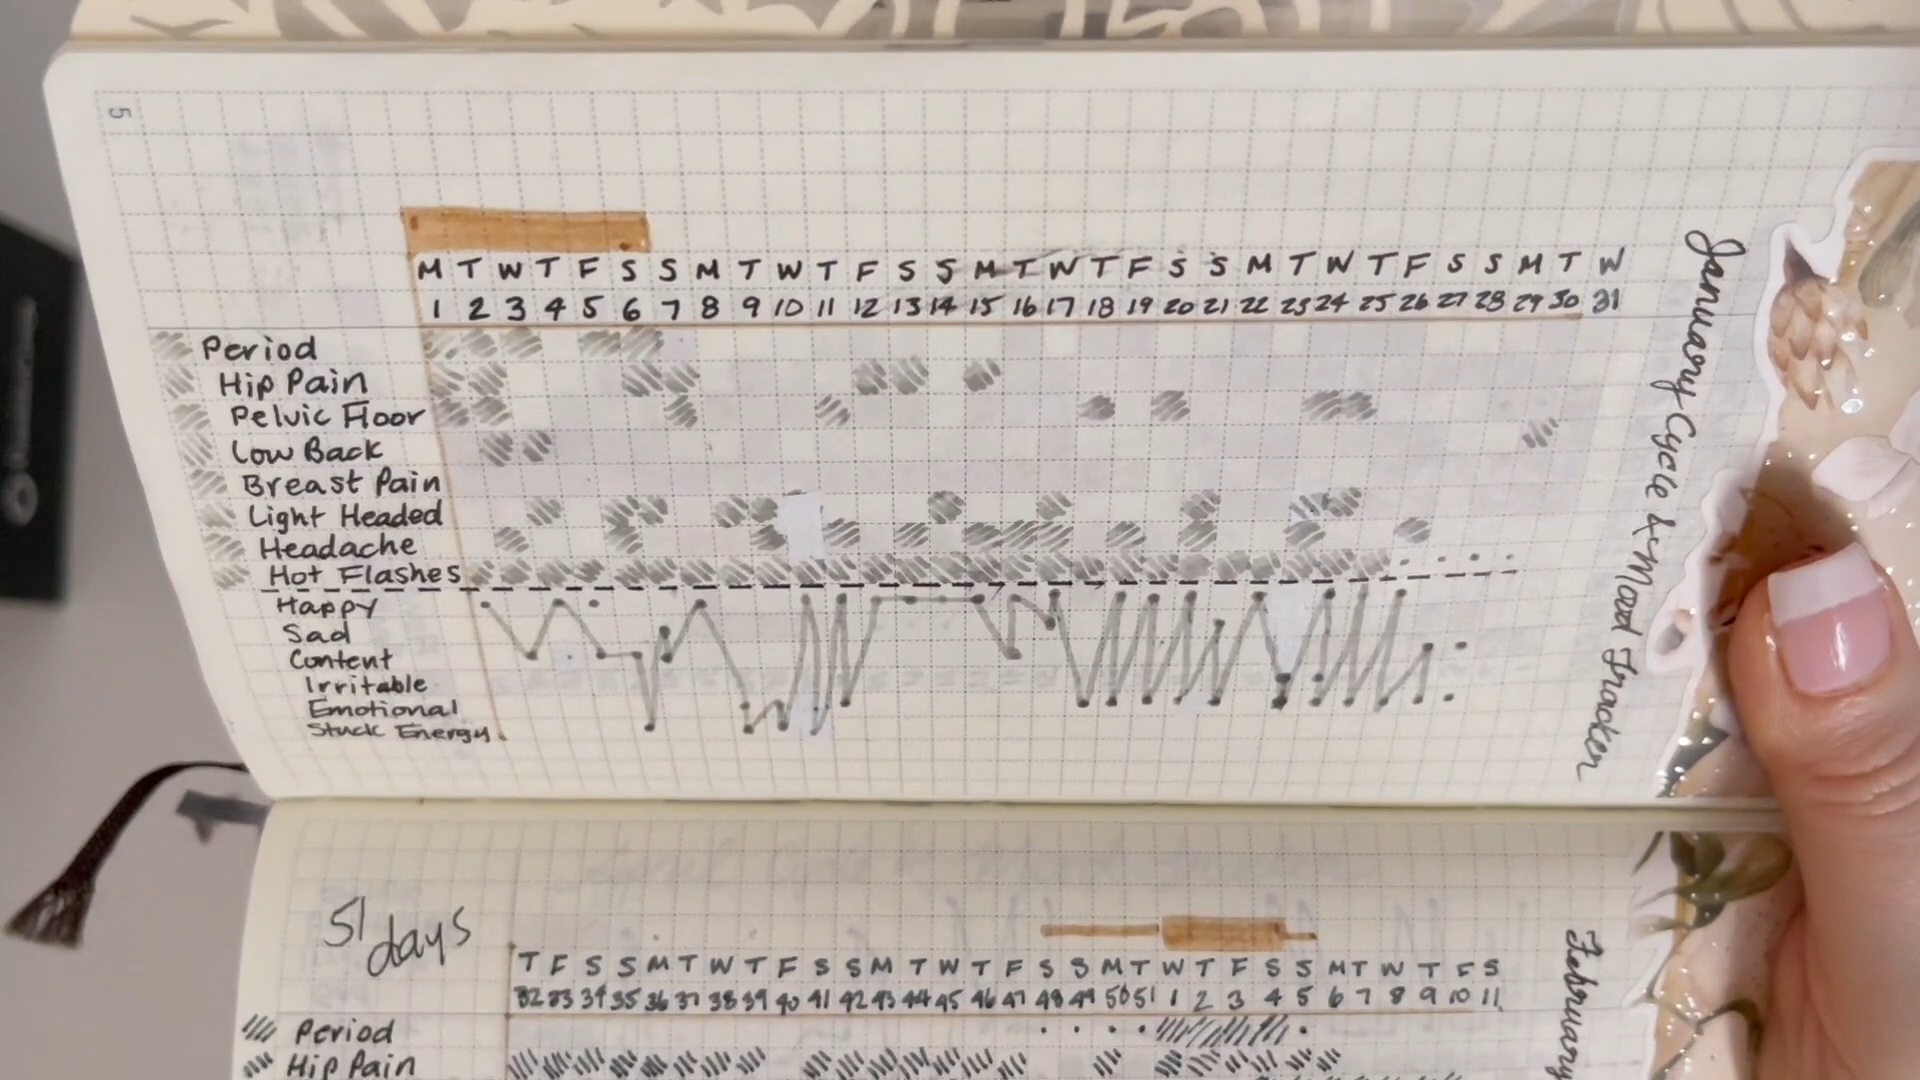 5
M T W T F S S M T W T F S S M T W T F S S M T W T F S S M T W
1 2 3 4 5 6 7 8 9 10 11 12 13 14 15 16 17 18 19 20 21 22 23 24 25 26 27 28 29 30 31
Period
Hip Pain
Pelvic Floor
Low Back
Breast Pain
Light Headed
Headache
Hot Flashes
Happy
Sad
Content
Irritable
Emotional
Stuck Energy
January Cycle & Mood Tracker
51 days
T F S S M T W T F S S M T W T F S S M T W T F S S M T W T F S
32 33 34 35 36 37 38 39 40 41 42 43 44 45 46 47 48 49 50 51 1 2 3 4 5 6 7 8 9 10 11
Period
Hip Pain
February